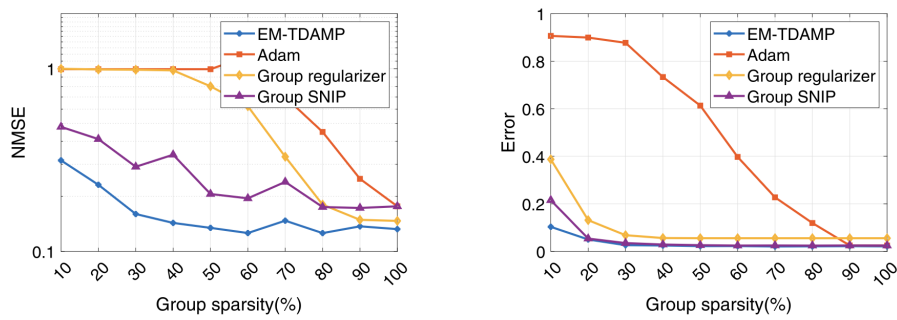 EM-TDAMP
Adam
Group regularizer
Group SNIP
NMSE
1
0.1
10 20 30 40 50 60 70 80 90 100
Group sparsity(%)
EM-TDAMP
Adam
Group regularizer
Group SNIP
Error
1
0.8
0.6
0.4
0.2
0
10 20 30 40 50 60 70 80 90 100
Group sparsity(%)